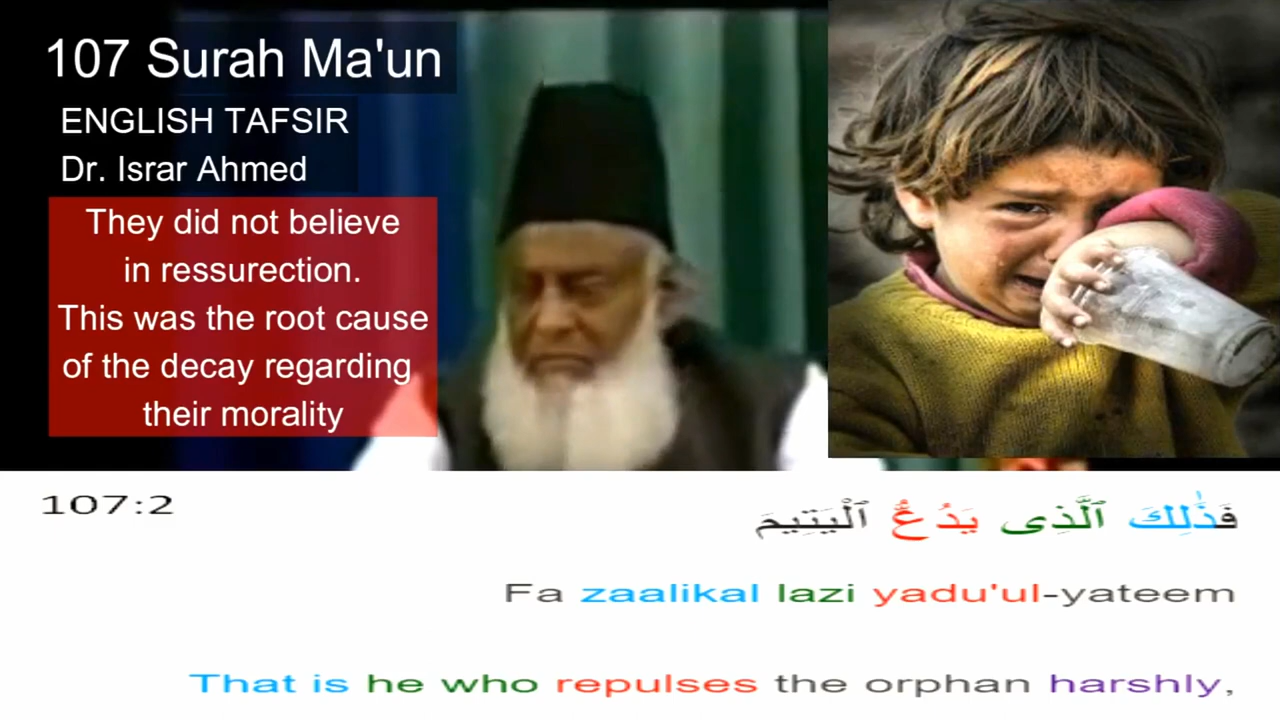 107 Surah Ma'un
ENGLISH TAFSIR
Dr. Israr Ahmed
They did not believe
in ressurection.
This was the root cause
of the decay regarding
their morality
107:2
فَذَٰلِكَ ٱلَّذِى يَدُعُّ ٱلْيَتِيمَ
Fa zaalikal lazi yadu'ul-yateem
That is he who repulses the orphan harshly,